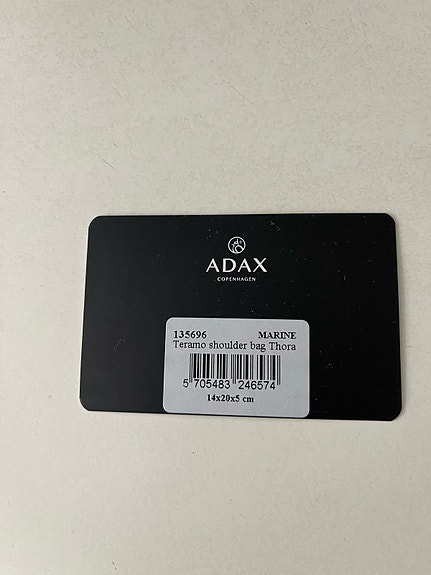 ADAX
COPENHAGEN
135696 MARINE
Teramo shoulder bag Thora
5 705483 246574
14x20x5 cm